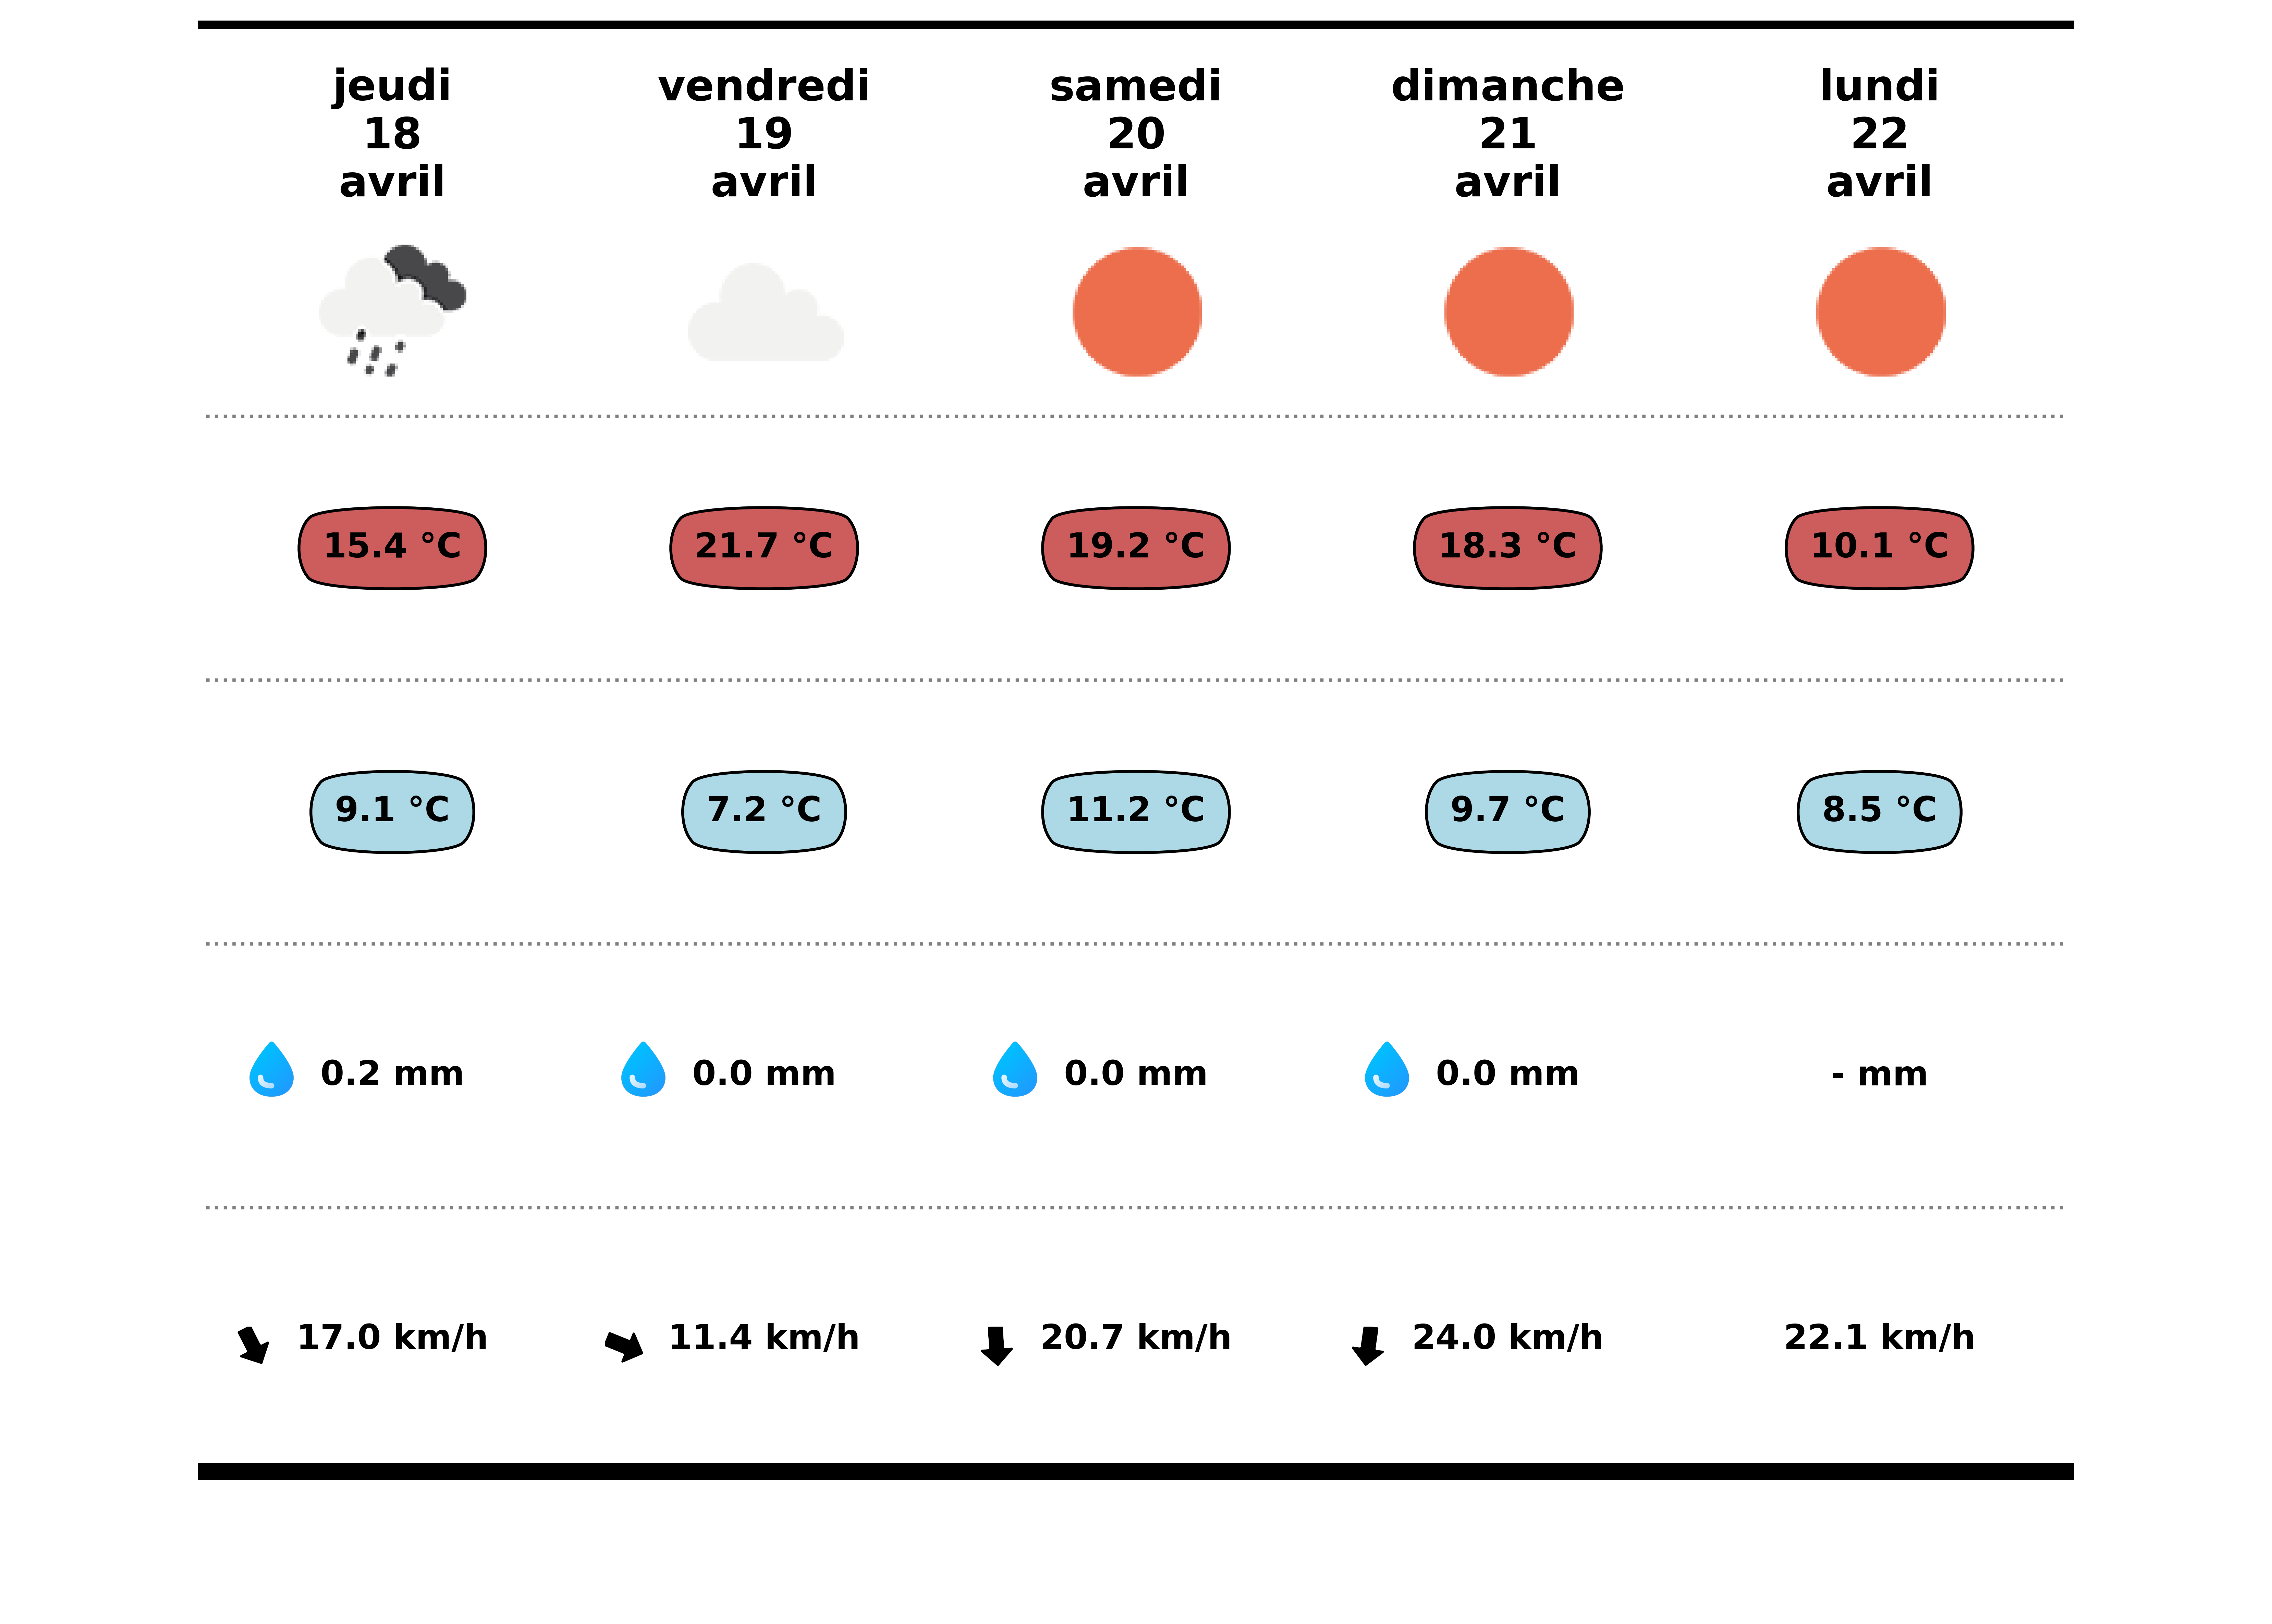 jeudi
18
avril
vendredi
19
avril
samedi
20
avril
dimanche
21
avril
lundi
22
avril
15.4 °C
21.7 °C
19.2 °C
18.3 °C
10.1 °C
9.1 °C
7.2 °C
11.2 °C
9.7 °C
8.5 °C
0.2 mm
0.0 mm
0.0 mm
0.0 mm
- mm
17.0 km/h
11.4 km/h
20.7 km/h
24.0 km/h
22.1 km/h